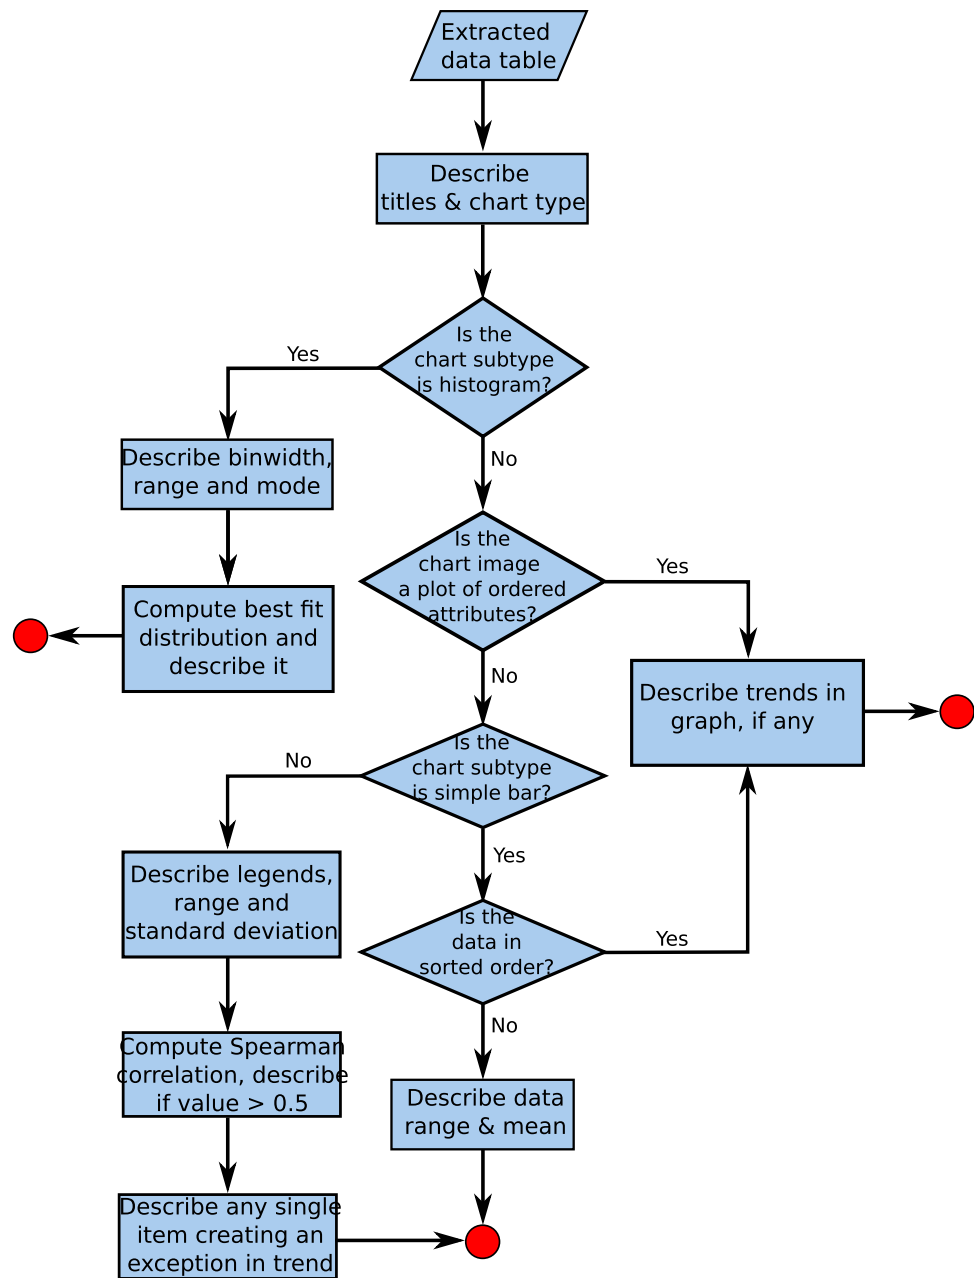 Extracted
data table
Describe
titles & chart type
Is the
chart subtype
is histogram?
Yes
No
Describe binwidth,
range and mode
Is the
chart image
a plot of ordered
attributes?
Yes
Compute best fit
distribution and
describe it
No
Describe trends in
graph, if any
Is the
chart subtype
is simple bar?
No
Yes
Describe legends,
range and
standard deviation
Is the
data in
sorted order?
Yes
No
Compute Spearman
correlation, describe
if value > 0.5
Describe data
range & mean
Describe any single
item creating an
exception in trend